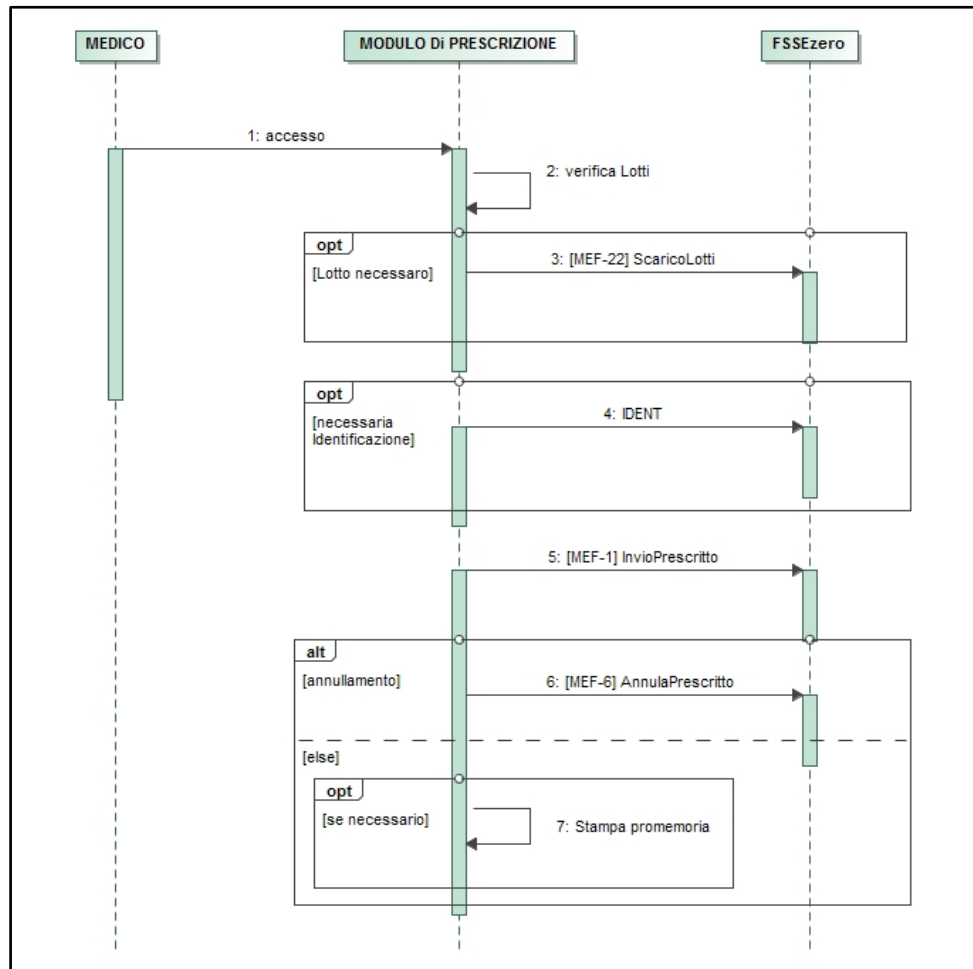 MEDICO
MODULO Di PRESCRIZIONE
FSSEzero
1: accesso
2: verifica Lotti
opt
[Lotto necessaro]
3: [MEF-22] ScaricoLotti
opt
[necessaria
Identificazione]
4: IDENT
5: [MEF-1] InvioPrescritto
alt
[annullamento]
6: [MEF-6] AnnulaPrescritto
[else]
opt
[se necessario]
7: Stampa promemoria